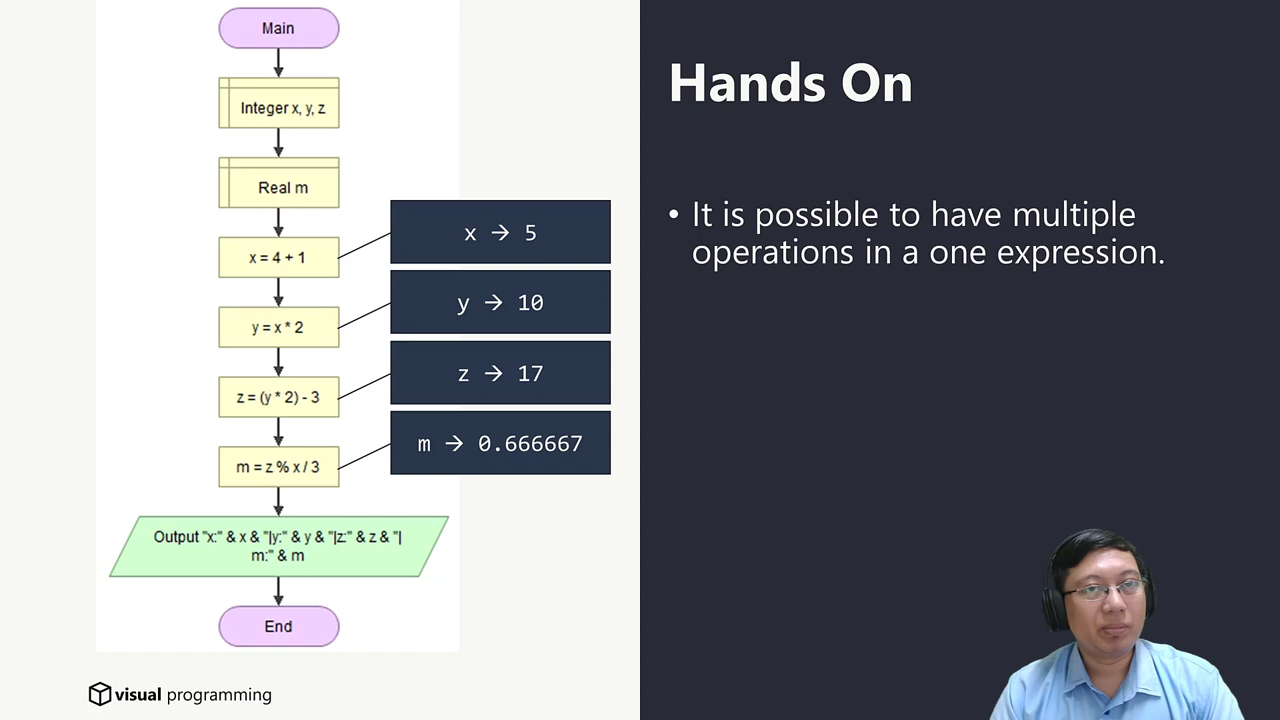 Main
Integer x, y, z
Real m
x = 4 + 1
x → 5
y = x * 2
y → 10
z = (y * 2) - 3
z → 17
m = z % x / 3
m → 0.666667
Output "x:" & x & "|y:" & y & "|z:" & z & "|
m:" & m
End
visual programming
Hands On
• It is possible to have multiple
operations in a one expression.